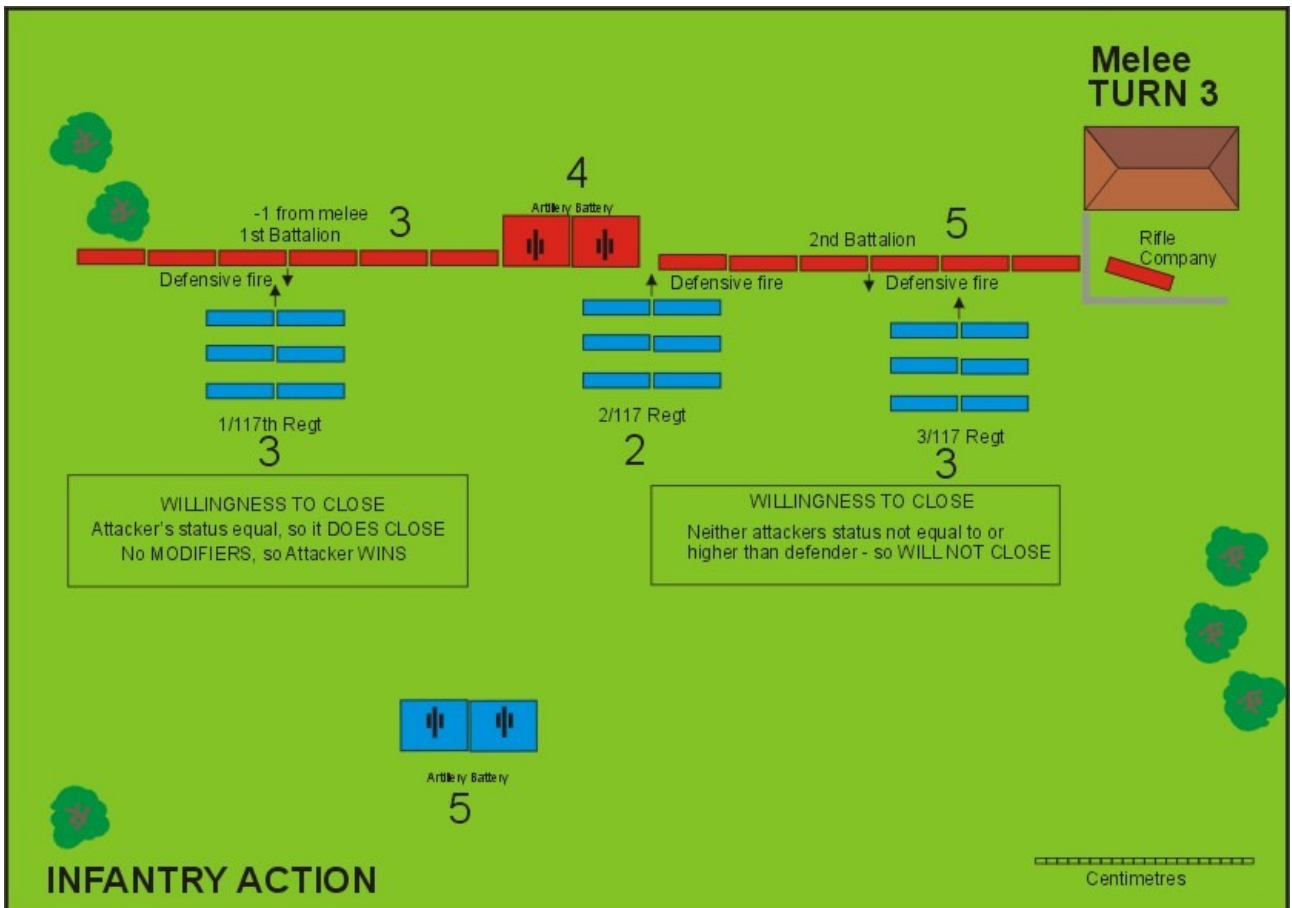 Melee
TURN 3
4
Artillery Battery
-1 from melee
1st Battalion
3
2nd Battalion
5
Rifle
Company
Defensive fire
Defensive fire
Defensive fire
1/117th Regt
3
2/117 Regt
2
3/117 Regt
3
WILLINGNESS TO CLOSE
Attacker's status equal, so it DOES CLOSE
No MODIFIERS, so Attacker WINS
WILLINGNESS TO CLOSE
Neither attackers status not equal to or
higher than defender - so WILL NOT CLOSE
Artillery Battery
5
INFANTRY ACTION
Centimetres